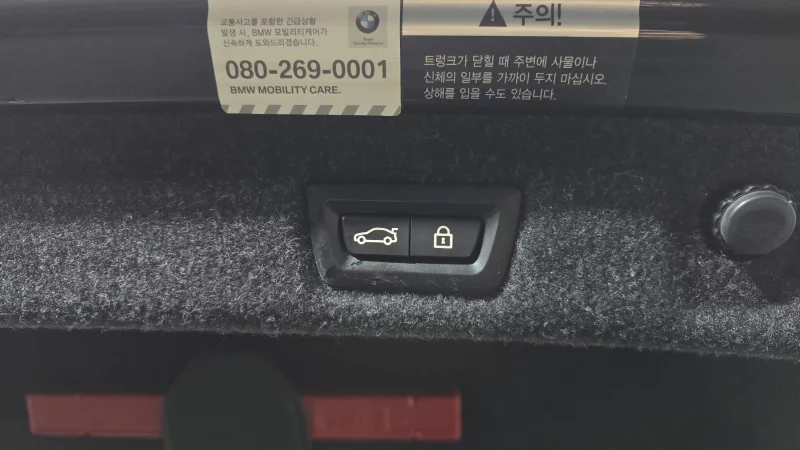 교통사고를 포함한 긴급상황
발생 시, BMW 모빌리티케어가
신속하게 도와드리겠습니다.
080-269-0001
BMW MOBILITY CARE.
주의!
트렁크가 닫힐 때 주변에 사물이나
신체의 일부를 가까이 두지 마십시오.
상해를 입을 수도 있습니다.